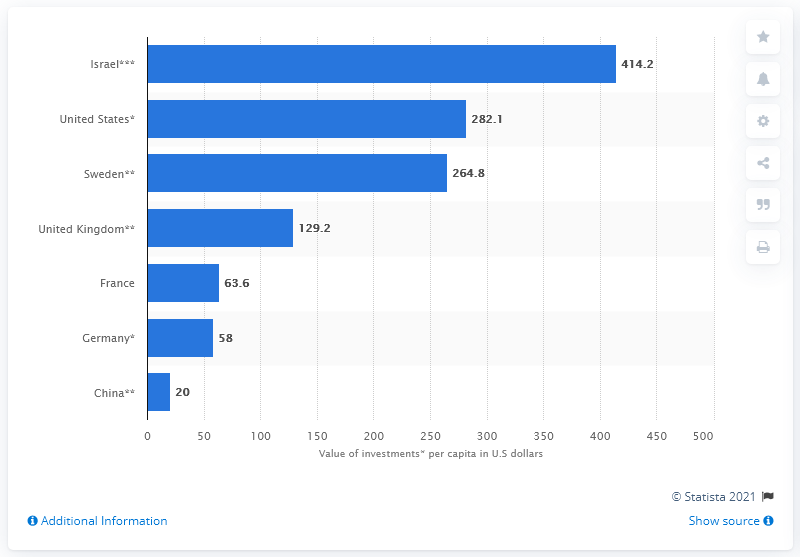 Israel*** 414.2
United States* 282.1
Sweden** 264.8
United Kingdom** 129.2
France 63.6
Germany* 58
China** 20
0 50 100 150 200 250 300 350 400 450 500
Value of investments* per capita in U.S dollars
© Statista 2021
Additional Information Show source